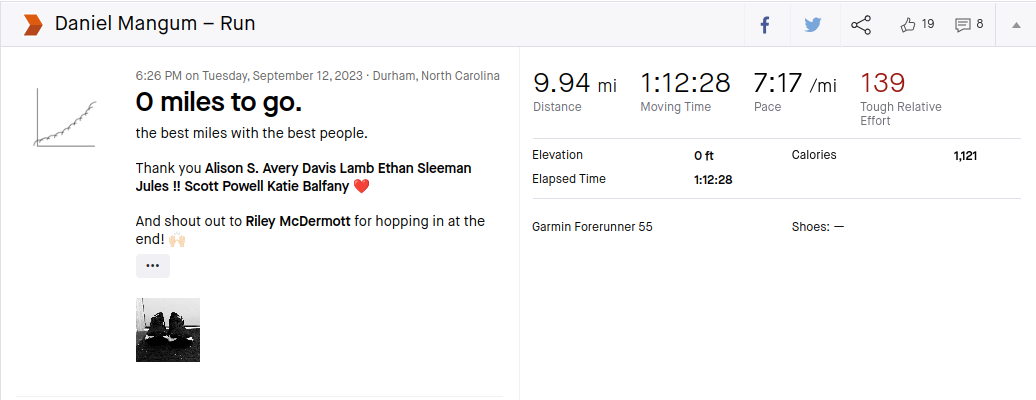 Daniel Mangum – Run
19
8
6:26 PM on Tuesday, September 12, 2023 · Durham, North Carolina
0 miles to go.
the best miles with the best people.
Thank you Alison S. Avery Davis Lamb Ethan Sleeman
Jules !! Scott Powell Katie Balfany ❤️
And shout out to Riley McDermott for hopping in at the
end! 🙌🏻
•••
9.94 mi
Distance
1:12:28
Moving Time
7:17 /mi
Pace
139
Tough Relative
Effort
Elevation
0 ft
Calories
1,121
Elapsed Time
1:12:28
Garmin Forerunner 55
Shoes: —